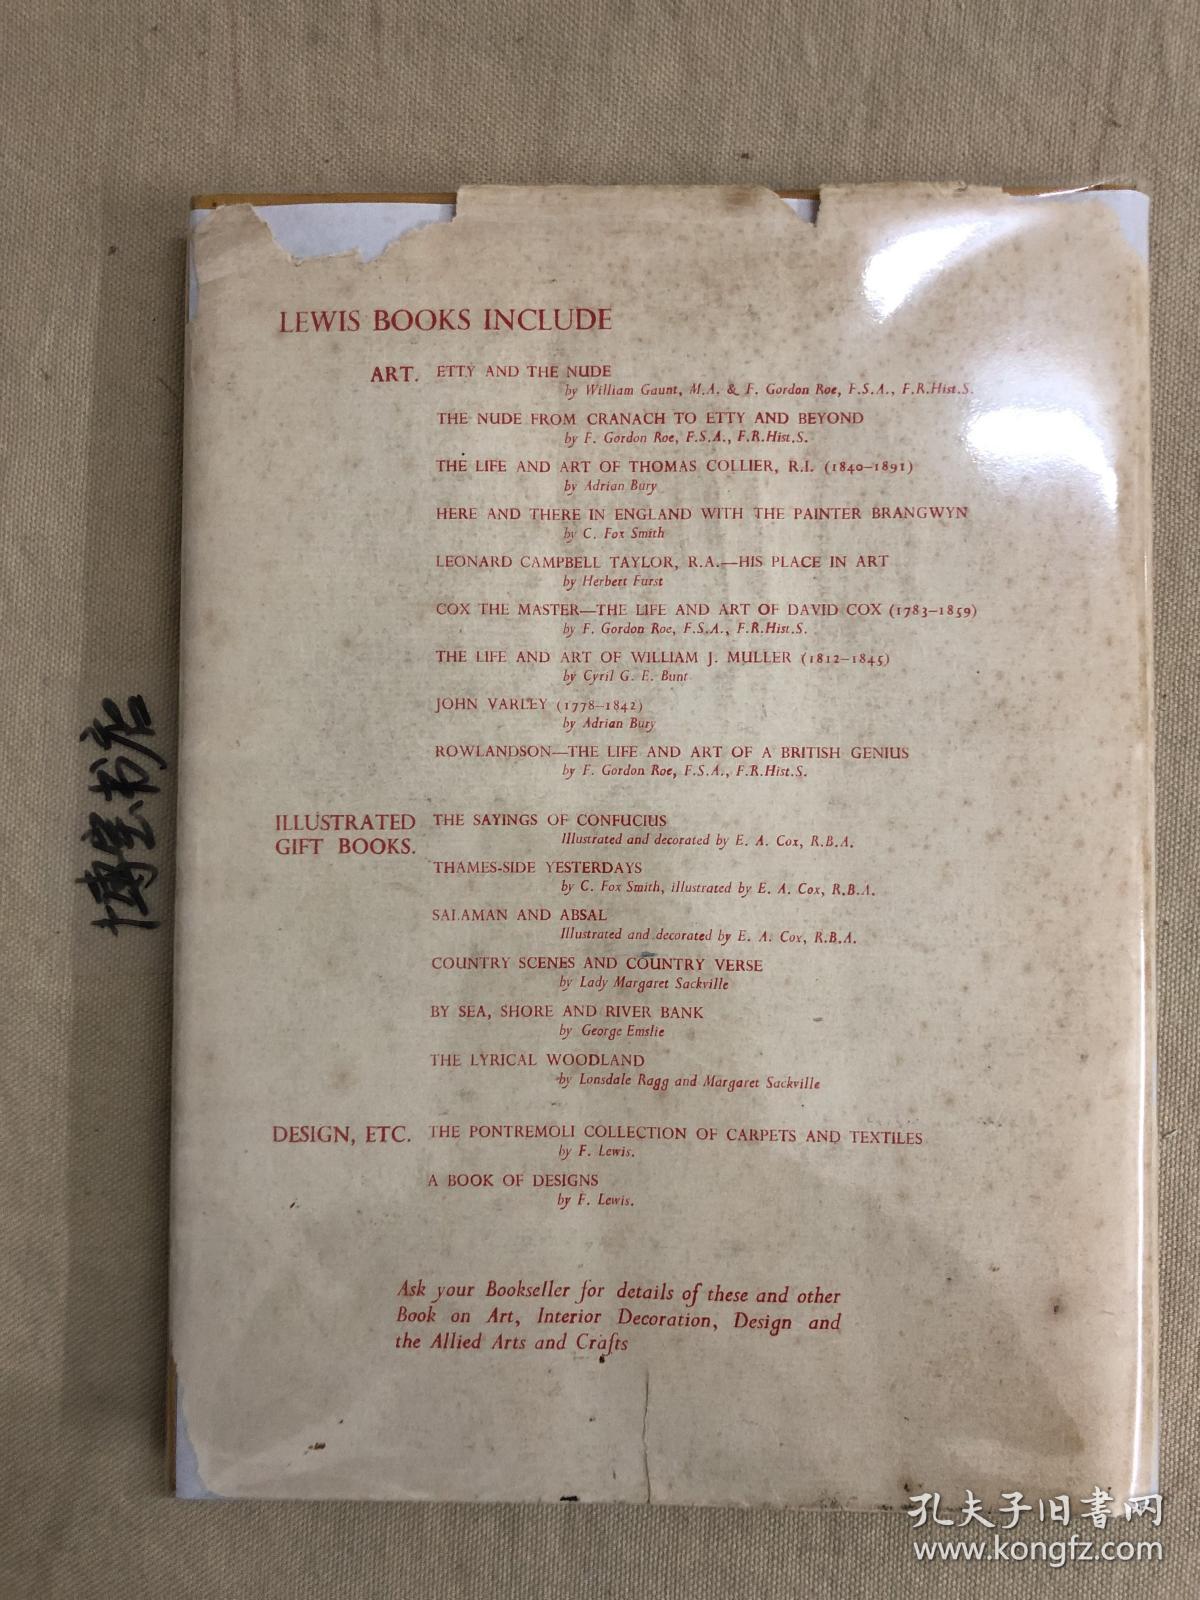 LEWIS BOOKS INCLUDE
ART. ETTY AND THE NUDE
by William Gaunt, M.A. & F. Gordon Roe, F.S.A., F.R.Hist.S.
THE NUDE FROM CRANACH TO ETTY AND BEYOND
by F. Gordon Roe, F.S.A., F.R.Hist.S.
THE LIFE AND ART OF THOMAS COLLIER, R.I. (1840–1891)
by Adrian Bury
HERE AND THERE IN ENGLAND WITH THE PAINTER BRANGWYN
by C. Fox Smith
LEONARD CAMPBELL TAYLOR, R.A.—HIS PLACE IN ART
by Herbert Furst
COX THE MASTER—THE LIFE AND ART OF DAVID COX (1783–1859)
by F. Gordon Roe, F.S.A., F.R.Hist.S.
THE LIFE AND ART OF WILLIAM J. MULLER (1812–1845)
by Cyril G. E. Bunt
JOHN VARLEY (1778–1842)
by Adrian Bury
ROWLANDSON—THE LIFE AND ART OF A BRITISH GENIUS
by F. Gordon Roe, F.S.A., F.R.Hist.S.
ILLUSTRATED GIFT BOOKS. THE SAYINGS OF CONFUCIUS
Illustrated and decorated by E. A. Cox, R.B.A.
THAMES-SIDE YESTERDAYS
by C. Fox Smith, illustrated by E. A. Cox, R.B.A.
SALAMAN AND ABSAL
Illustrated and decorated by E. A. Cox, R.B.A.
COUNTRY SCENES AND COUNTRY VERSE
by Lady Margaret Sackville
BY SEA, SHORE AND RIVER BANK
by George Emslie
THE LYRICAL WOODLAND
by Lonsdale Ragg and Margaret Sackville
DESIGN, ETC. THE PONTREMOLI COLLECTION OF CARPETS AND TEXTILES
by F. Lewis.
A BOOK OF DESIGNS
by F. Lewis.
Ask your Bookseller for details of these and other
Book on Art, Interior Decoration, Design and
the Allied Arts and Crafts
博宝书店
孔夫子旧書网
www.kongfz.com